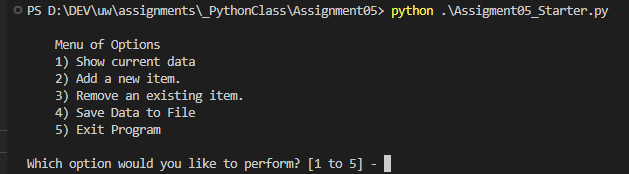 PS D:\DEV\uw\assignments\_PythonClass\Assignment05> python .\Assigment05_Starter.py
Menu of Options
1) Show current data
2) Add a new item.
3) Remove an existing item.
4) Save Data to File
5) Exit Program
Which option would you like to perform? [1 to 5] -